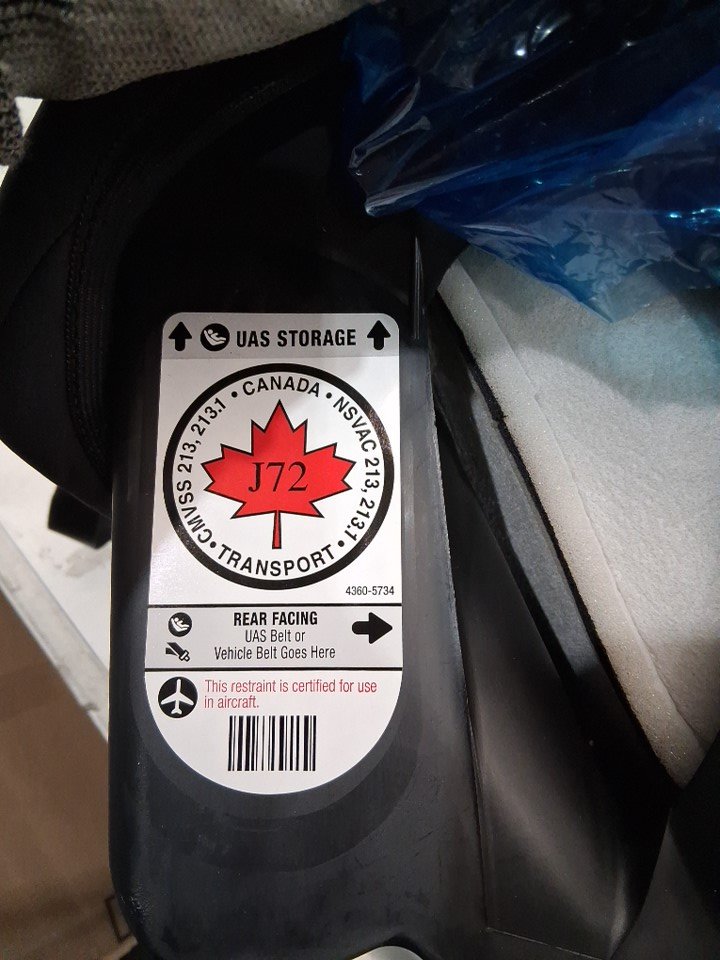 UAS STORAGE
CMVSS 213, 213.1 • CANADA • NSVAC 213, 213.1 • TRANSPORT •
J72
4360-5734
REAR FACING
UAS Belt or
Vehicle Belt Goes Here
This restraint is certified for use
in aircraft.